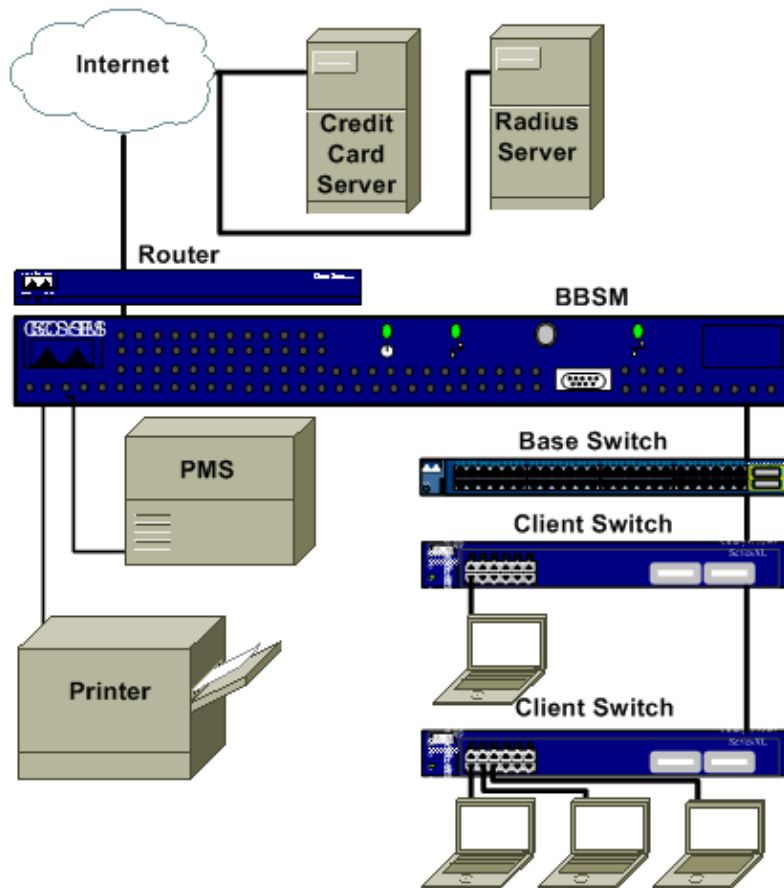 Internet
Credit
Card
Server
Radius
Server
Router
BBSM
PMS
Base Switch
Client Switch
Printer
Client Switch